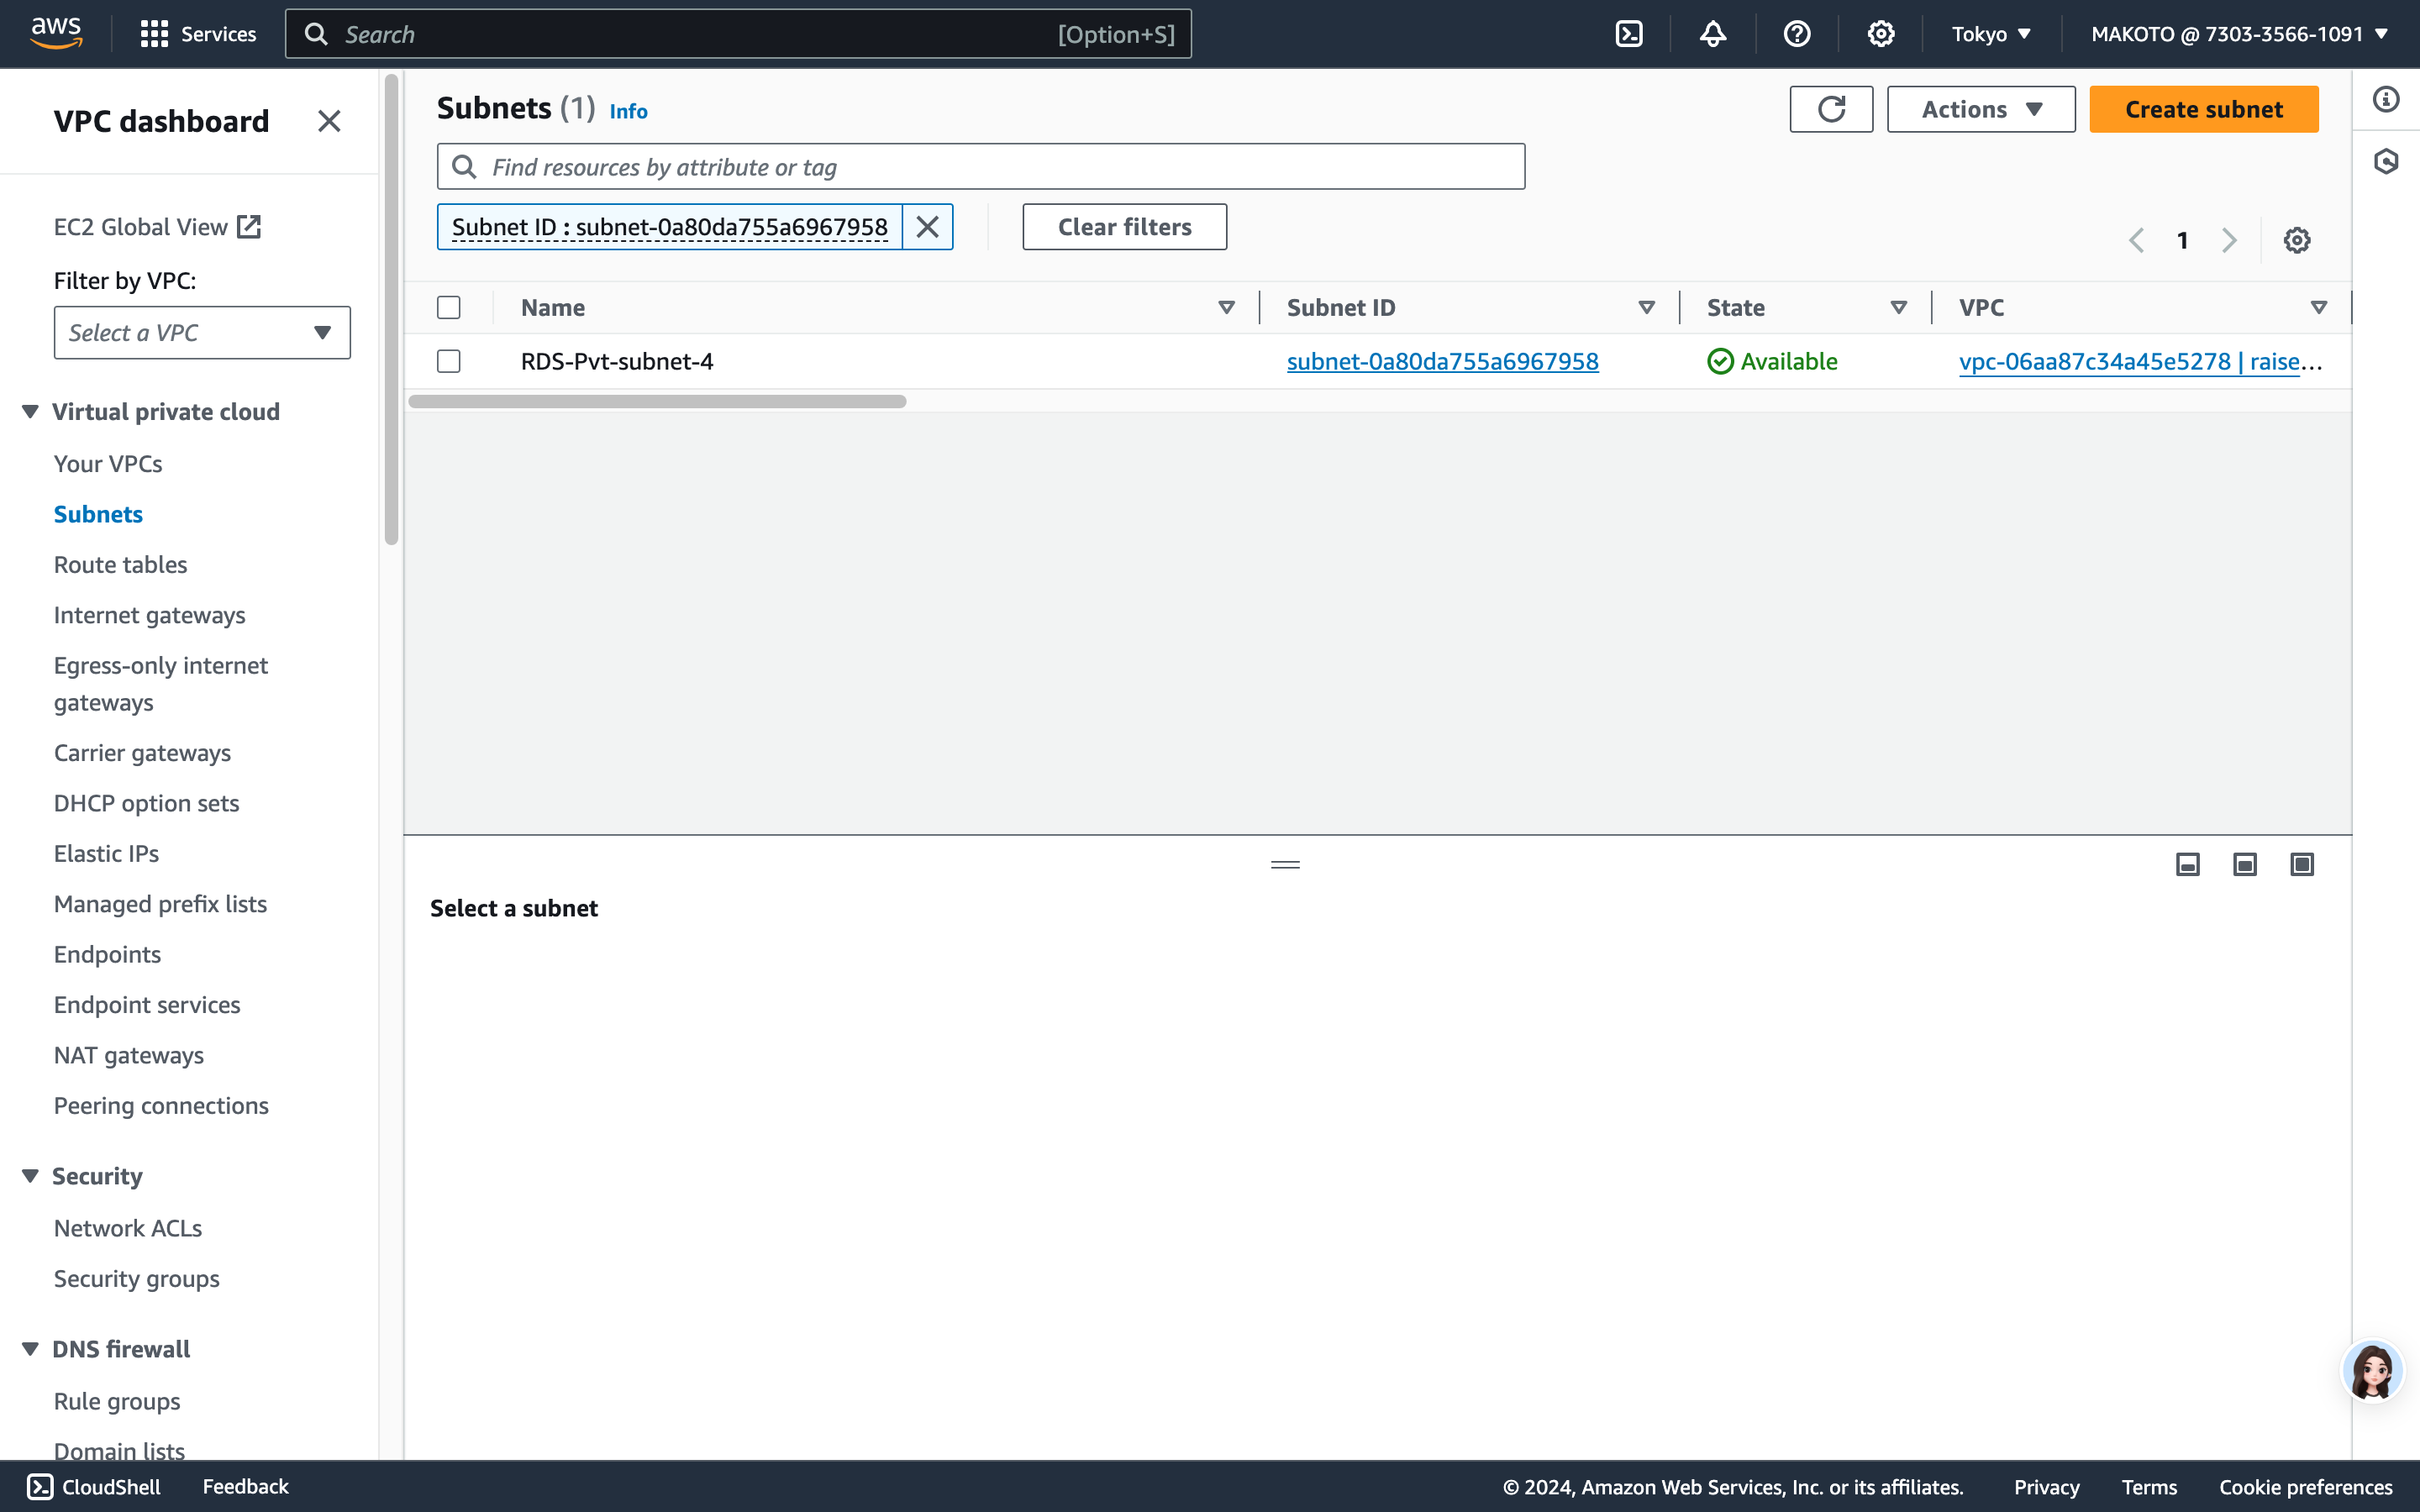 aws
Services
Search
[Option+S]
Tokyo
MAKOTO @ 7303-3566-1091
VPC dashboard
EC2 Global View
Filter by VPC:
Select a VPC
Virtual private cloud
Your VPCs
Subnets
Route tables
Internet gateways
Egress-only internet
gateways
Carrier gateways
DHCP option sets
Elastic IPs
Managed prefix lists
Endpoints
Endpoint services
NAT gateways
Peering connections
Security
Network ACLs
Security groups
DNS firewall
Rule groups
Domain lists
Subnets (1) Info
Actions
Create subnet
Find resources by attribute or tag
Subnet ID : subnet-0a80da755a6967958
Clear filters
1
Name
Subnet ID
State
VPC
RDS-Pvt-subnet-4
subnet-0a80da755a6967958
Available
vpc-06aa87c34a45e5278 | raise...
Select a subnet
CloudShell
Feedback
© 2024, Amazon Web Services, Inc. or its affiliates.
Privacy
Terms
Cookie preferences